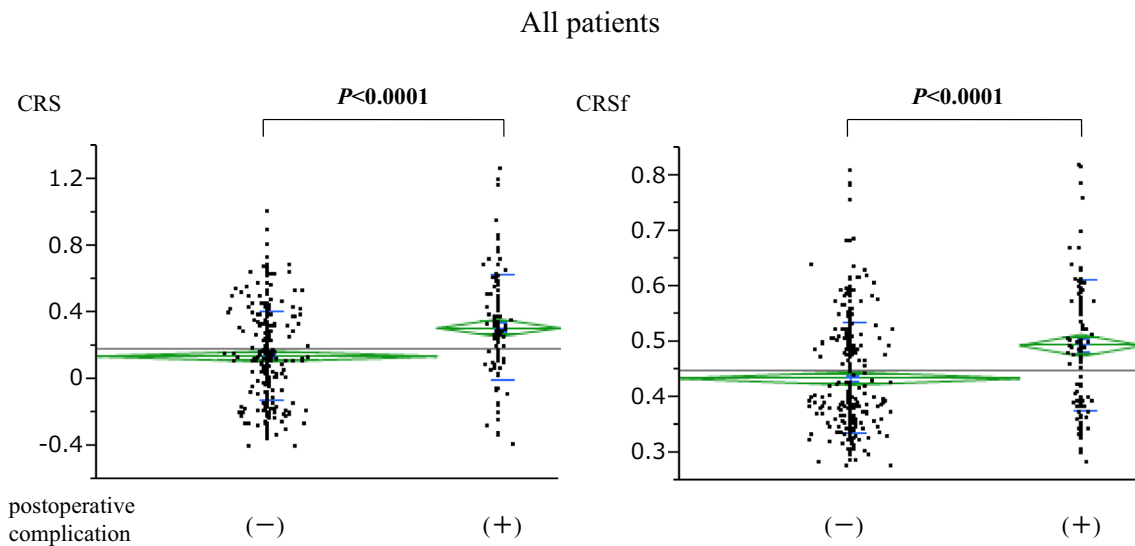 All patients
CRS
P<0.0001
1.2
0.8
0.4
0
-0.4
CRSf
P<0.0001
0.8
0.7
0.6
0.5
0.4
0.3
postoperative
complication
(−)
(+)
(−)
(+)